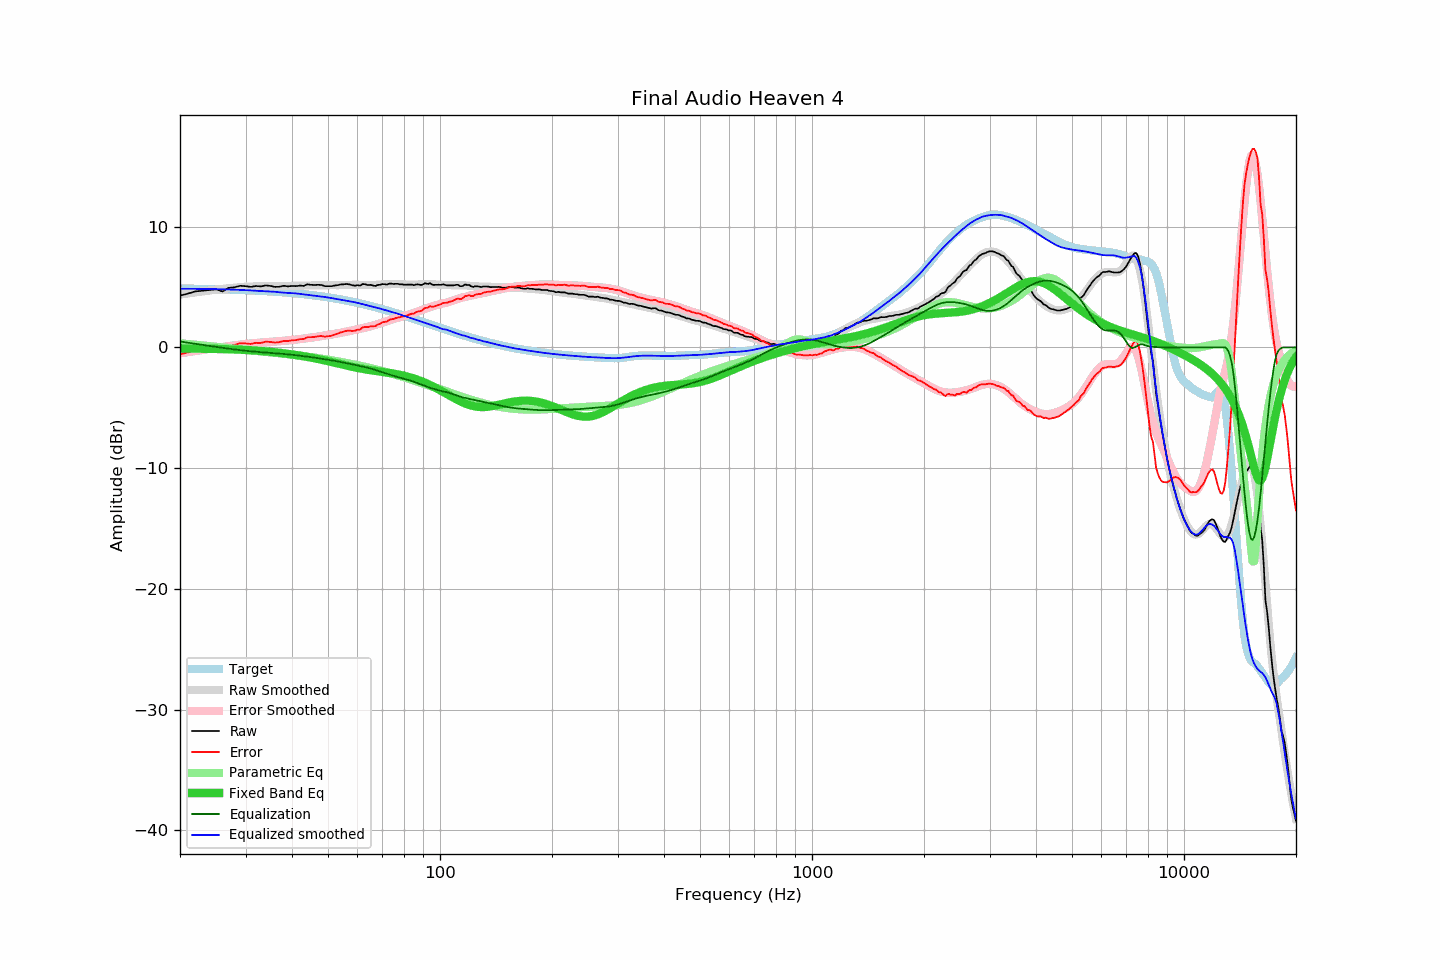 Final Audio Heaven 4
Amplitude (dBr)
10
0
−10
−20
−30
−40
Target
Raw Smoothed
Error Smoothed
Raw
Error
Parametric Eq
Fixed Band Eq
Equalization
Equalized smoothed
100 1000 10000
Frequency (Hz)